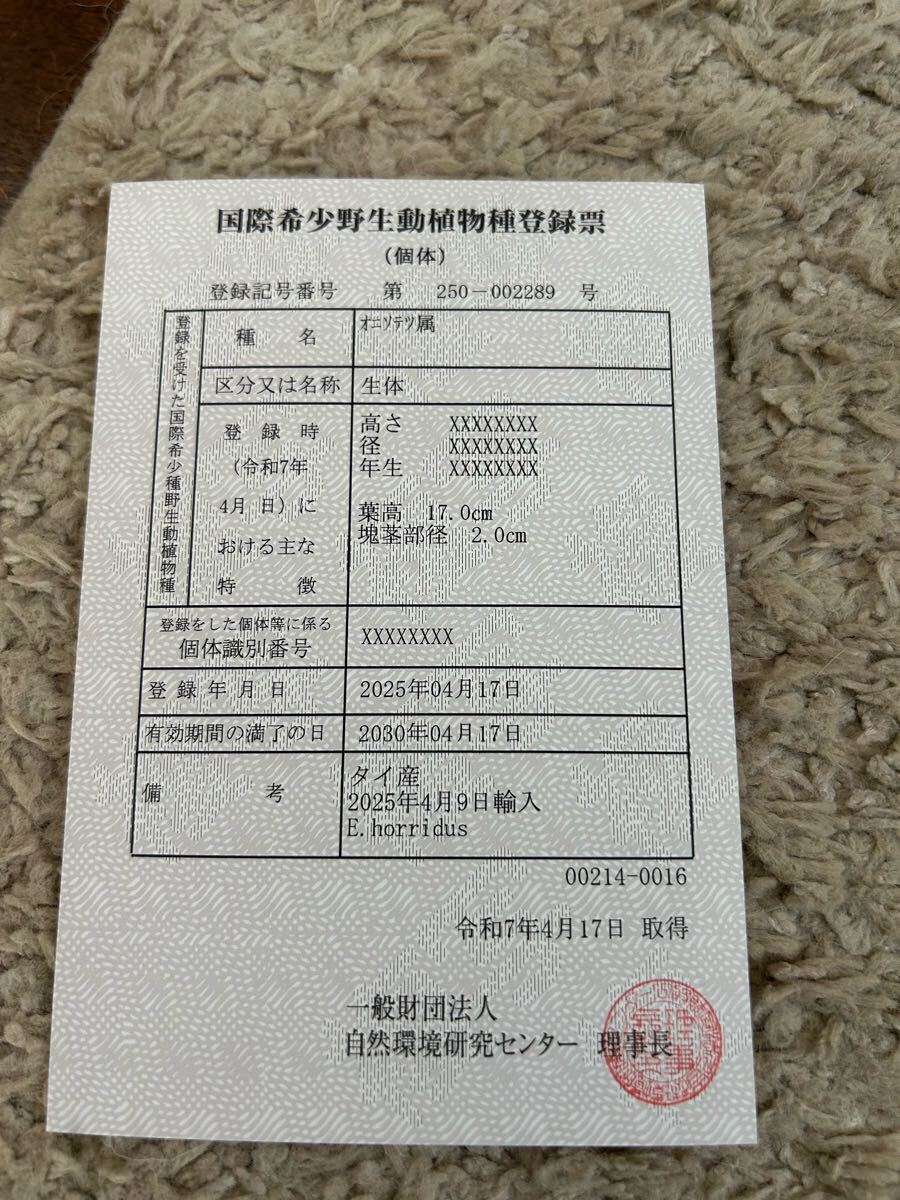 国際希少野生動植物種登録票
(個体)
登録記号番号 第 250-002289 号
登録を受けた国際希少種野生動植物種
種名 ｵﾆｿﾃﾂ属
区分又は名称 生体
登録時
(令和7年
4月 日)に
おける主な
特徴
高さ XXXXXXXX
径 XXXXXXXX
年生 XXXXXXXX
葉高 17.0cm
塊茎部径 2.0cm
登録をした個体等に係る
個体識別番号
XXXXXXXX
登録年月日 2025年04月17日
有効期間の満了の日 2030年04月17日
備考
タイ産
2025年4月9日輸入
E.horridus
00214-0016
令和7年4月17日 取得
一般財団法人
自然環境研究センター 理事長